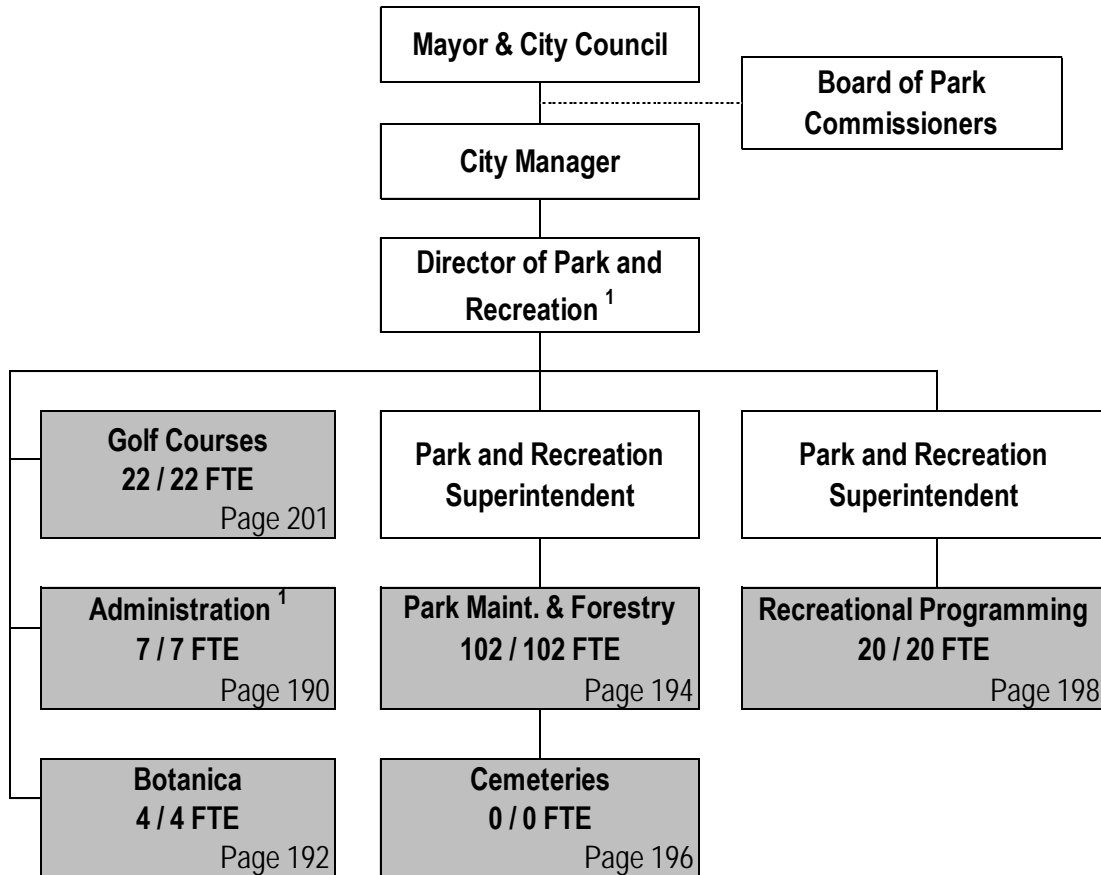 Mayor & City Council
Board of Park
Commissioners
City Manager
Director of Park and
Recreation 1
Golf Courses
22 / 22 FTE
Page 201
Park and Recreation
Superintendent
Park and Recreation
Superintendent
Administration 1
7 / 7 FTE
Page 190
Park Maint. & Forestry
102 / 102 FTE
Page 194
Recreational Programming
20 / 20 FTE
Page 198
Botanica
4 / 4 FTE
Page 192
Cemeteries
0 / 0 FTE
Page 196